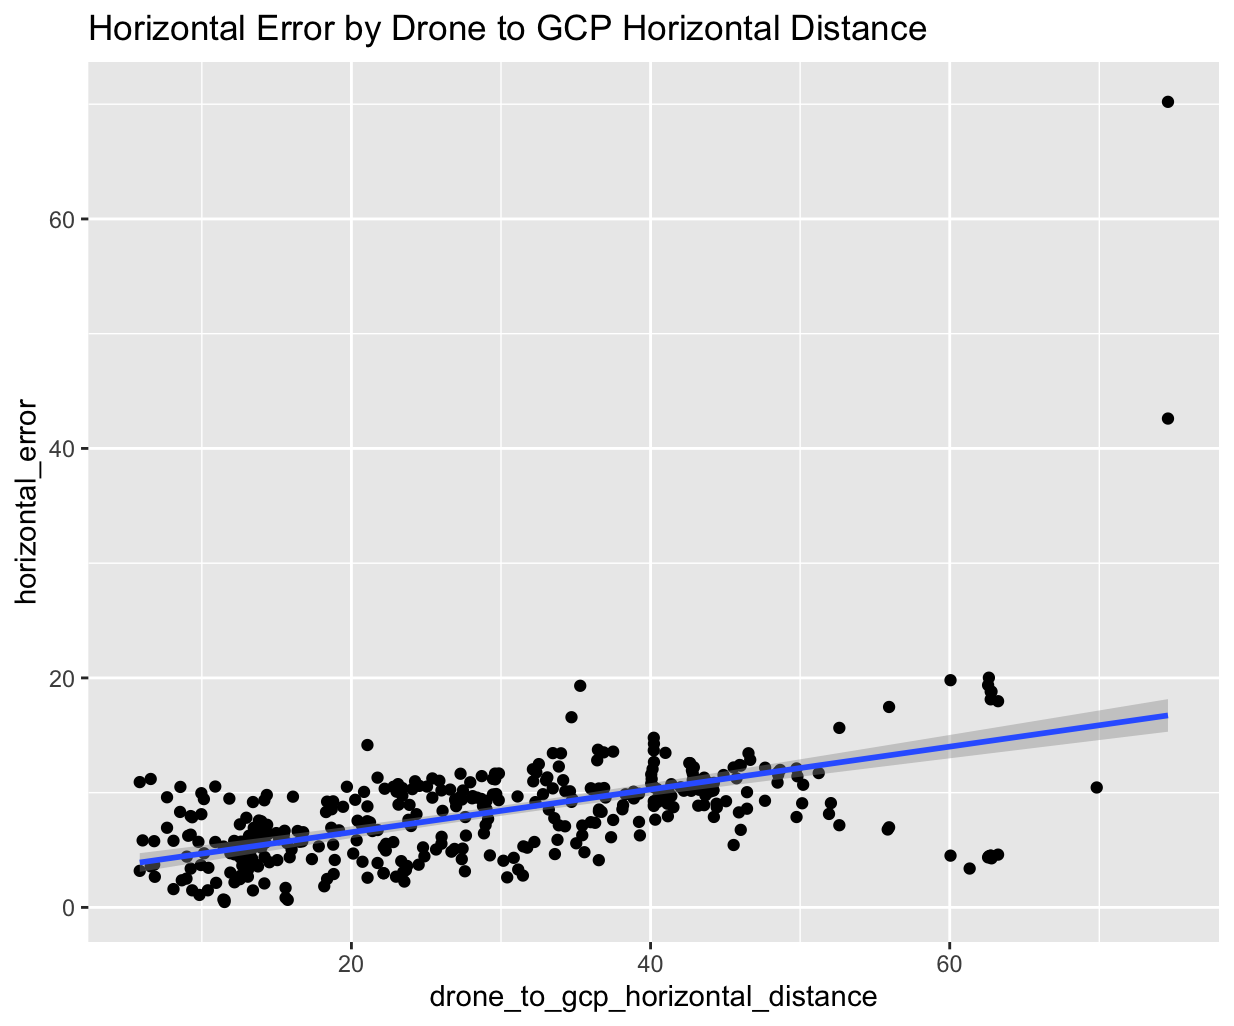 Horizontal Error by Drone to GCP Horizontal Distance
horizontal_error
60
40
20
0
20 40 60
drone_to_gcp_horizontal_distance